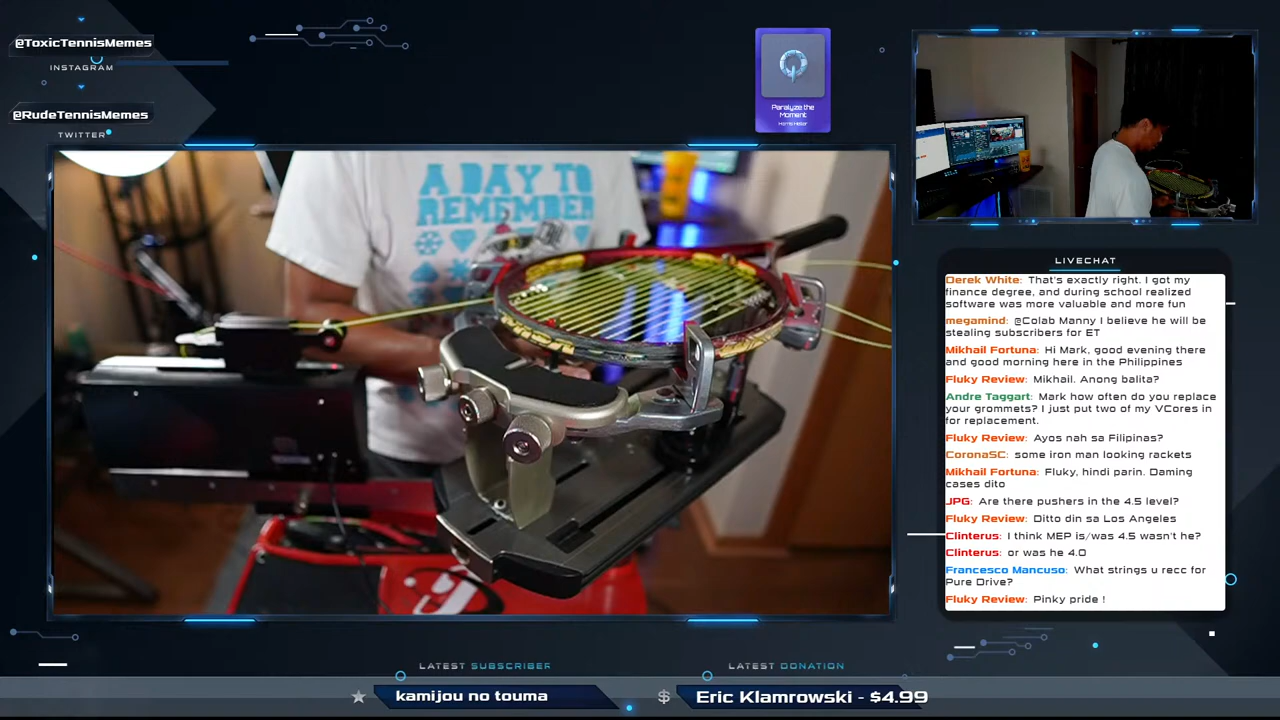 @ToxicTennisMemes
INSTAGRAM
@RudeTennisMemes
TWITTER
Paralyze the
Moment
A DAY TO
REMEMBER
LIVECHAT
Derek White: That's exactly right. I got my
finance degree, and during school realized
software was more valuable and more fun
megamind: @Colab Manny I believe he will be
stealing subscribers for ET
Mikhail Fortuna: Hi Mark, good evening there
and good morning here in the Philippines
Fluky Review: Mikhail. Anong balita?
Andre Taggart: Mark how often do you replace
your grommets? I just put two of my VCores in
for replacement.
Fluky Review: Ayos nah sa Filipinas?
CoronaSC: some iron man looking rackets
Mikhail Fortuna: Fluky, hindi parin. Daming
cases dito
JPG: Are there pushers in the 4.5 level?
Fluky Review: Ditto din sa Los Angeles
Clinterus: I think MEP is/was 4.5 wasn't he?
Clinterus: or was he 4.0
Francesco Mancuso: What strings u recc for
Pure Drive?
Fluky Review: Pinky pride !
LATEST SUBSCRIBER
kamijou no touma
LATEST DONATION
$ Eric Klamrowski - $4.99